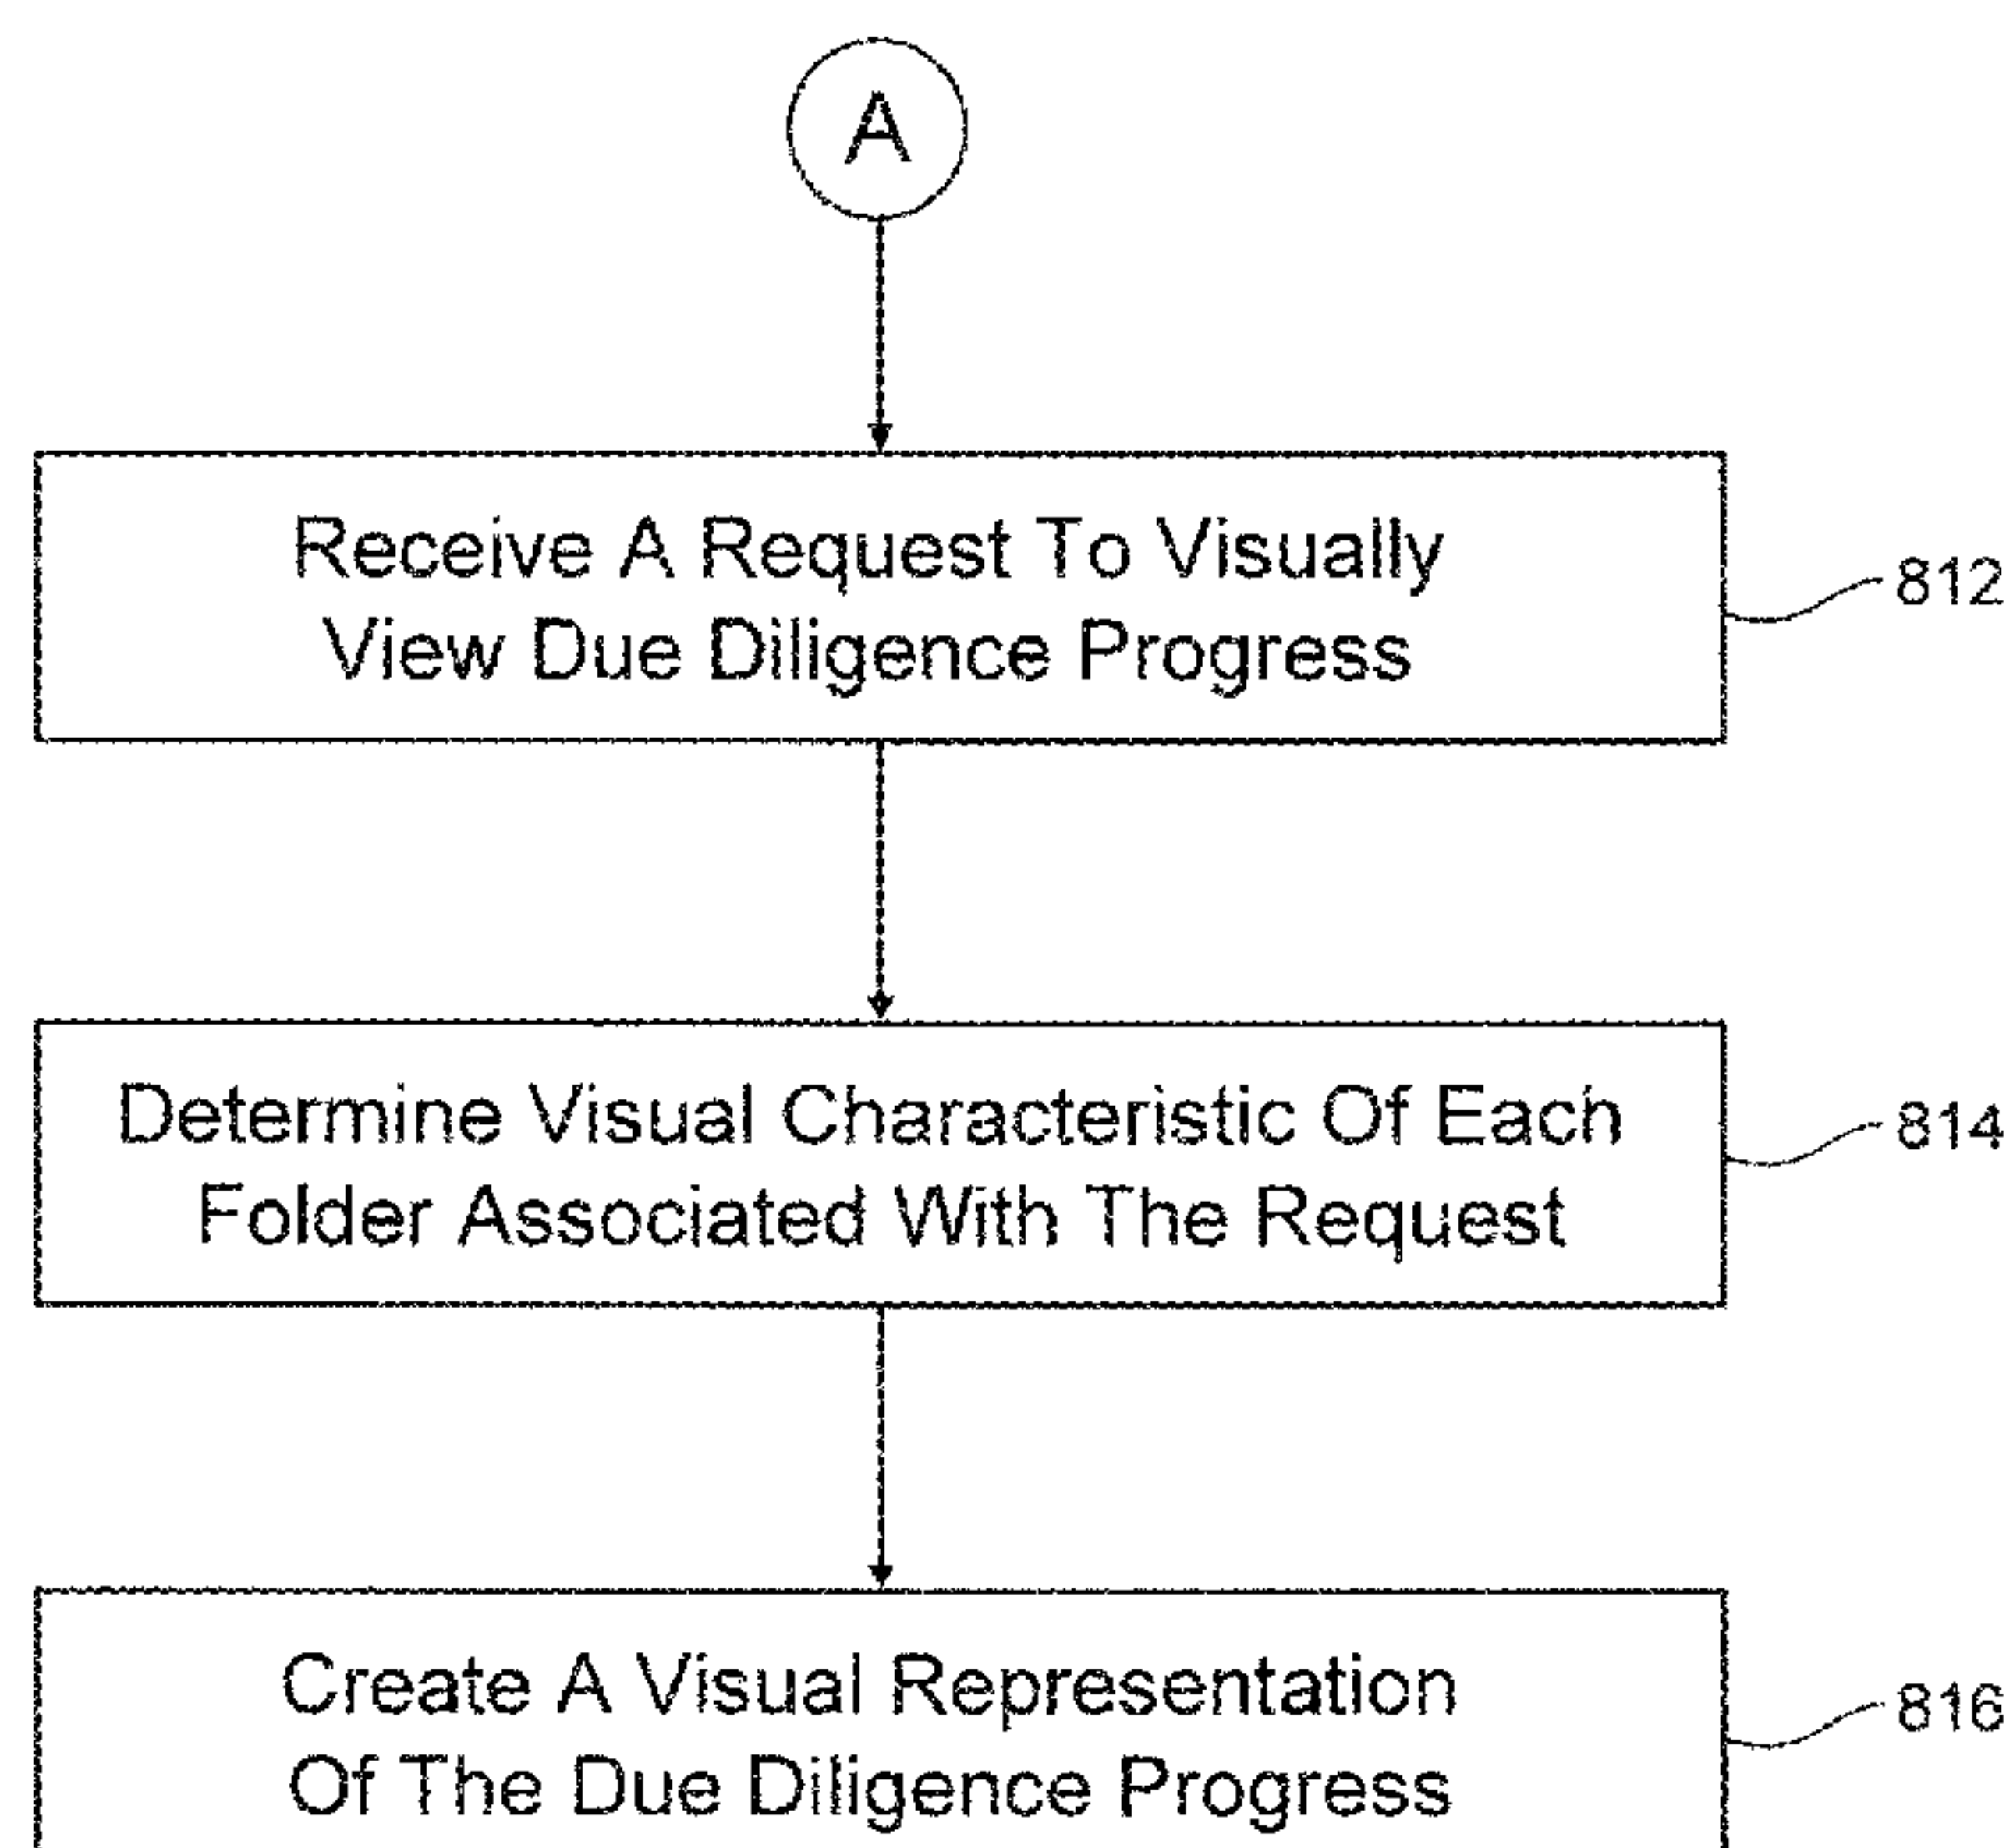 A
Receive A Request To Visually
View Due Diligence Progress
812
Determine Visual Characteristic Of Each
Folder Associated With The Request
814
Create A Visual Representation
Of The Due Diligence Progress
816